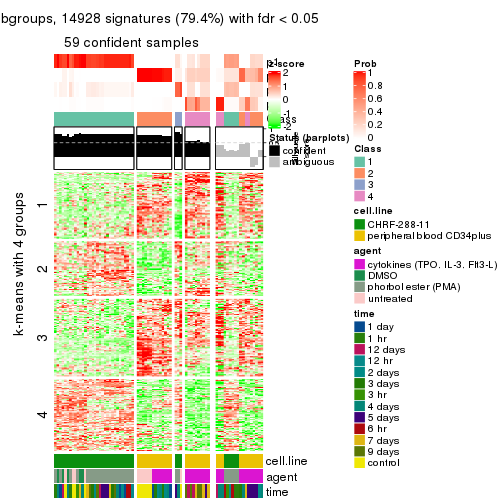 bgroups, 14928 signatures (79.4%) with fdr < 0.05
59 confident samples
p1
z-score
2
1
0
-1
-2
Class
Status (barplots)
confident
ambiguous
Prob
1
0.8
0.6
0.4
0.2
0
Class
1
2
3
4
cell.line
CHRF-288-11
peripheral blood CD34plus
agent
cytokines (TPO, IL-3, Flt3-L)
DMSO
phorbol ester (PMA)
untreated
time
1 day
1 hr
12 days
12 hr
2 days
3 days
3 hr
4 days
5 days
6 hr
7 days
9 days
control
k-means with 4 groups
1
2
3
4
cell.line
agent
time